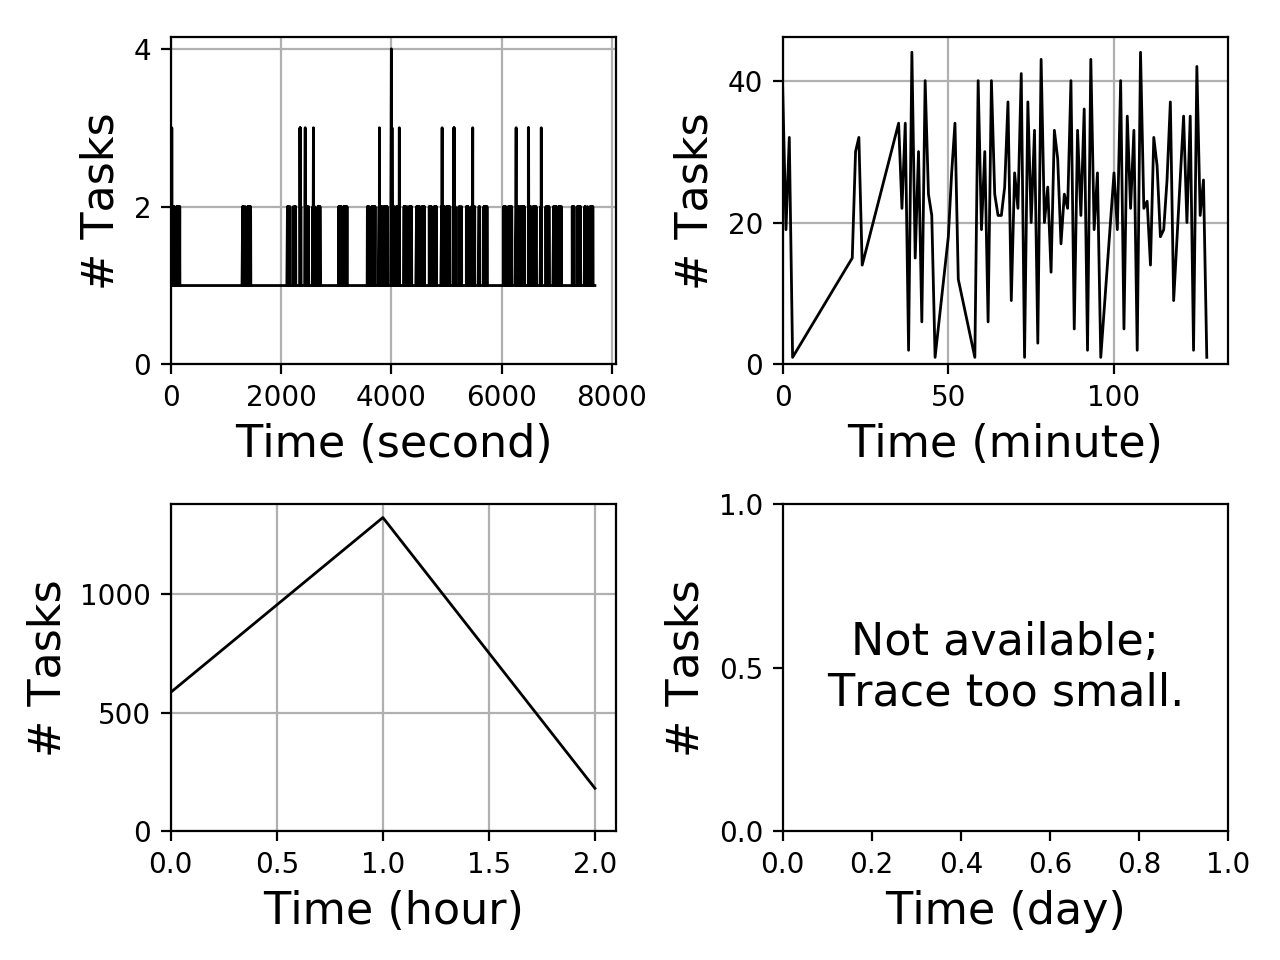 4
2
0
# Tasks
0 2000 4000 6000 8000
Time (second)
40
20
0
# Tasks
0 50 100
Time (minute)
1000
500
0
# Tasks
0.0 0.5 1.0 1.5 2.0
Time (hour)
1.0
0.5
0.0
# Tasks
Not available;
Trace too small.
0.0 0.2 0.4 0.6 0.8 1.0
Time (day)